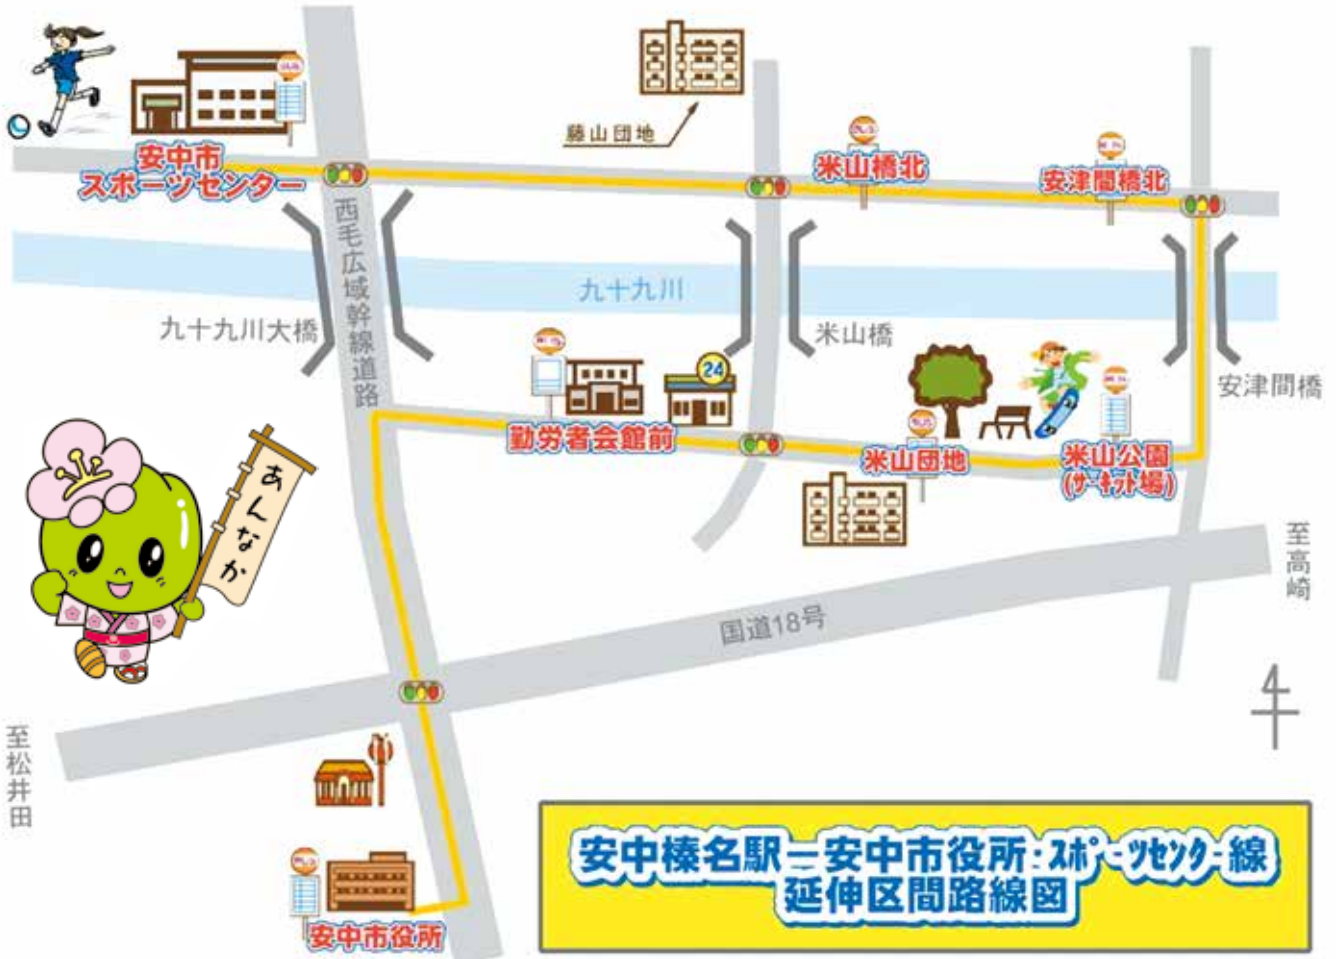 藤山団地
安中市
スポーツセンター
米山橋北
安津間橋北
西毛広域幹線道路
九十九川
九十九川大橋
米山橋
安津間橋
24
勤労者会館前
米山団地
米山公園
(サーキット場)
あんなか
至高崎
国道18号
至松井田
安中市役所
安中榛名駅－安中市役所・スポーツセンター線
延伸区間路線図